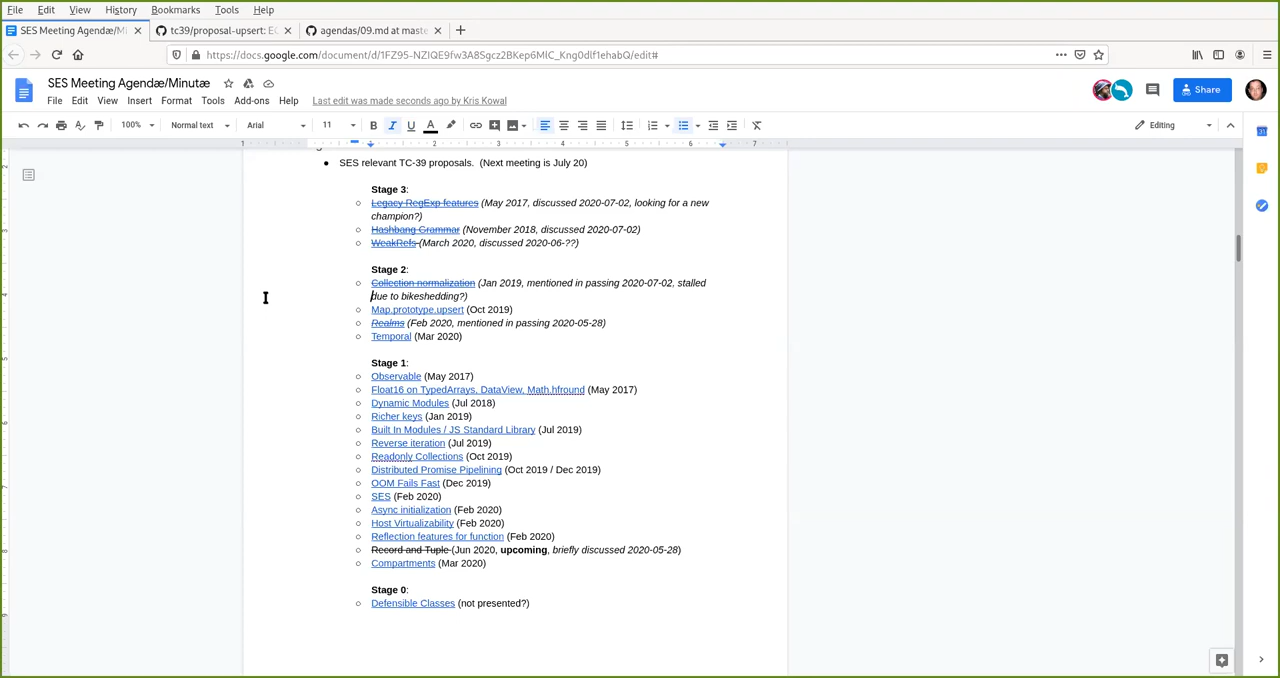 File Edit View History Bookmarks Tools Help
SES Meeting Agendæ/Mi × tc39/proposal-upsert: EC × agendas/09.md at maste × +
https://docs.google.com/document/d/1FZ95-NZIQE9fw3A8Sgcz2BKep6MlC_Kng0dlf1ehabQ/edit#
SES Meeting Agendæ/Minutæ
File Edit View Insert Format Tools Add-ons Help Last edit was made seconds ago by Kris Kowal
Share
100% Normal text Arial 11 B I U A Editing
1 2 3 4 5 6 7
● SES relevant TC-39 proposals. (Next meeting is July 20)
Stage 3:
○ Legacy RegExp features (May 2017, discussed 2020-07-02, looking for a new
champion?)
○ Hashbang Grammar (November 2018, discussed 2020-07-02)
○ WeakRefs (March 2020, discussed 2020-06-??)
Stage 2:
○ Collection normalization (Jan 2019, mentioned in passing 2020-07-02, stalled
due to bikeshedding?)
○ Map.prototype.upsert (Oct 2019)
○ Realms (Feb 2020, mentioned in passing 2020-05-28)
○ Temporal (Mar 2020)
Stage 1:
○ Observable (May 2017)
○ Float16 on TypedArrays, DataView, Math.hfround (May 2017)
○ Dynamic Modules (Jul 2018)
○ Richer keys (Jan 2019)
○ Built In Modules / JS Standard Library (Jul 2019)
○ Reverse iteration (Jul 2019)
○ Readonly Collections (Oct 2019)
○ Distributed Promise Pipelining (Oct 2019 / Dec 2019)
○ OOM Fails Fast (Dec 2019)
○ SES (Feb 2020)
○ Async initialization (Feb 2020)
○ Host Virtualizability (Feb 2020)
○ Reflection features for function (Feb 2020)
○ Record and Tuple (Jun 2020, upcoming, briefly discussed 2020-05-28)
○ Compartments (Mar 2020)
Stage 0:
○ Defensible Classes (not presented?)